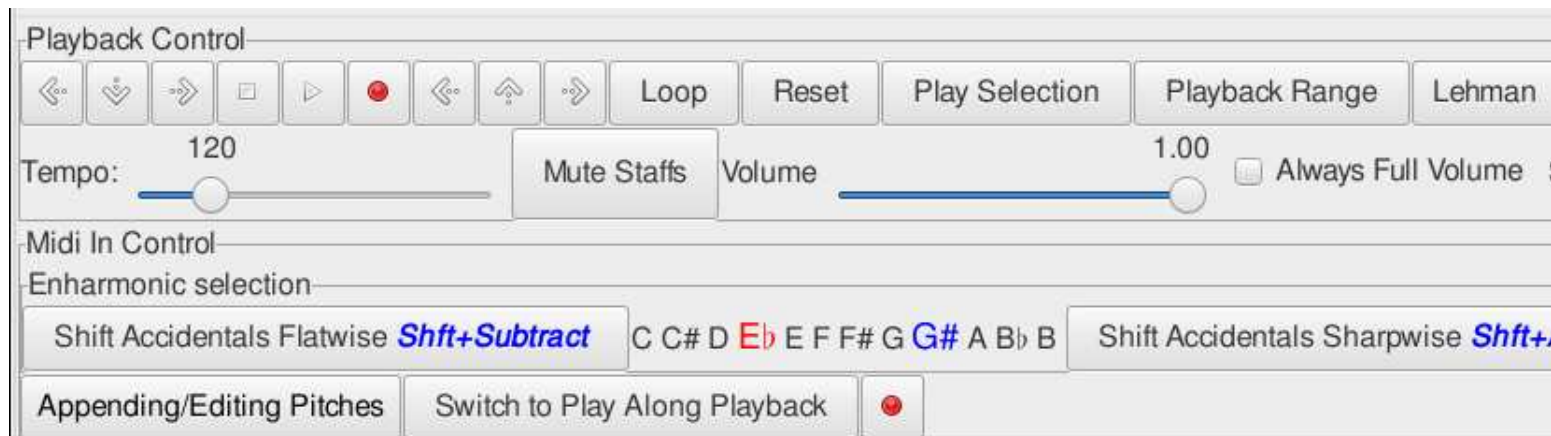 Playback Control
Loop Reset Play Selection Playback Range Lehman
120 1.00
Tempo: Mute Staffs Volume Always Full Volume
Midi In Control
Enharmonic selection
Shift Accidentals Flatwise Shft+Subtract C C# D E♭ E F F# G G# A B♭ B Shift Accidentals Sharpwise Shft+
Appending/Editing Pitches Switch to Play Along Playback